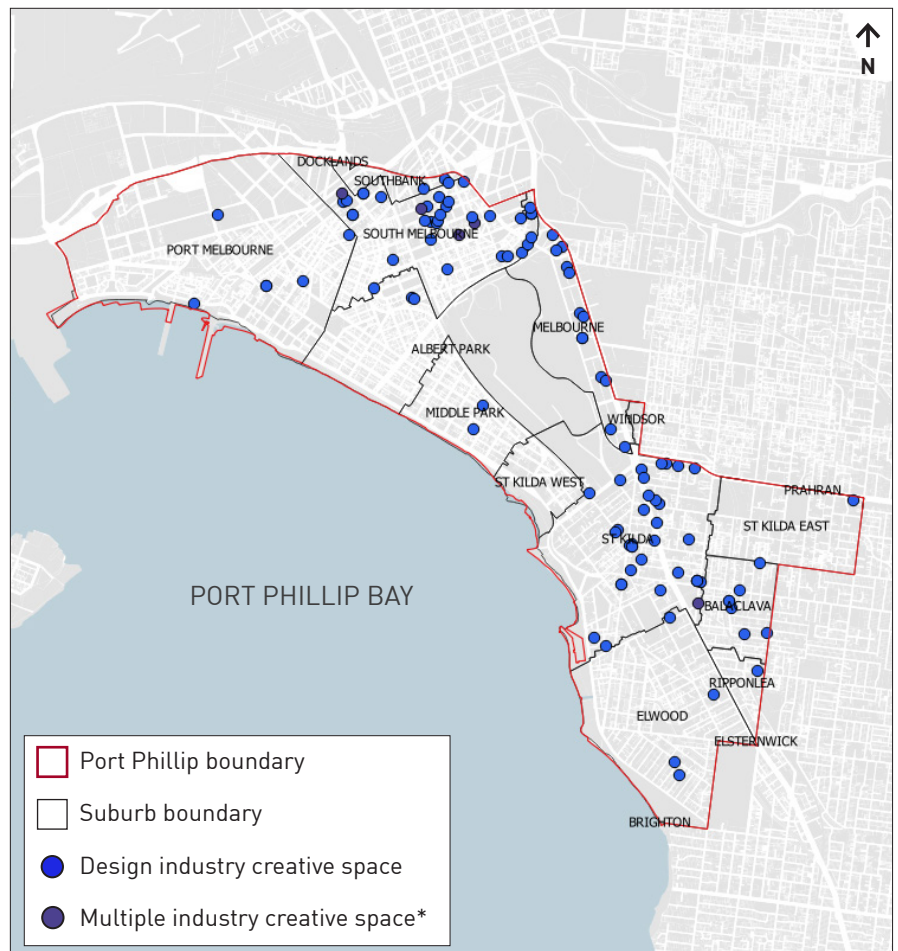 N
DOCKLANDS
SOUTHBANK
SOUTH MELBOURNE
PORT MELBOURNE
MELBOURNE
ALBERT PARK
MIDDLE PARK
WINDSOR
ST KILDA WEST
PRAHRAN
ST KILDA EAST
ST KILDA
PORT PHILLIP BAY
BALACLAVA
RIPPONLEA
ELWOOD
ELSTERNWICK
BRIGHTON
Port Phillip boundary
Suburb boundary
Design industry creative space
Multiple industry creative space*